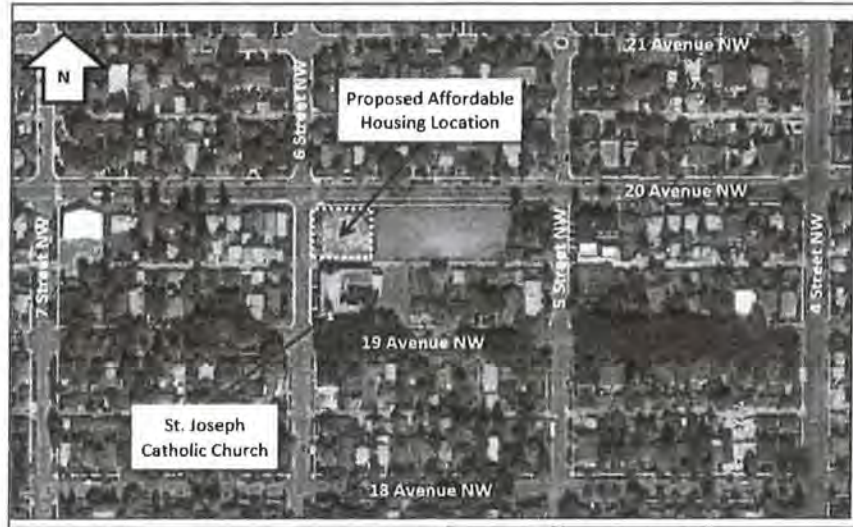 21 Avenue NW
N
6 Street NW
Proposed Affordable
Housing Location
20 Avenue NW
7 Street NW
5 Street NW
4 Street NW
19 Avenue NW
St. Joseph
Catholic Church
18 Avenue NW